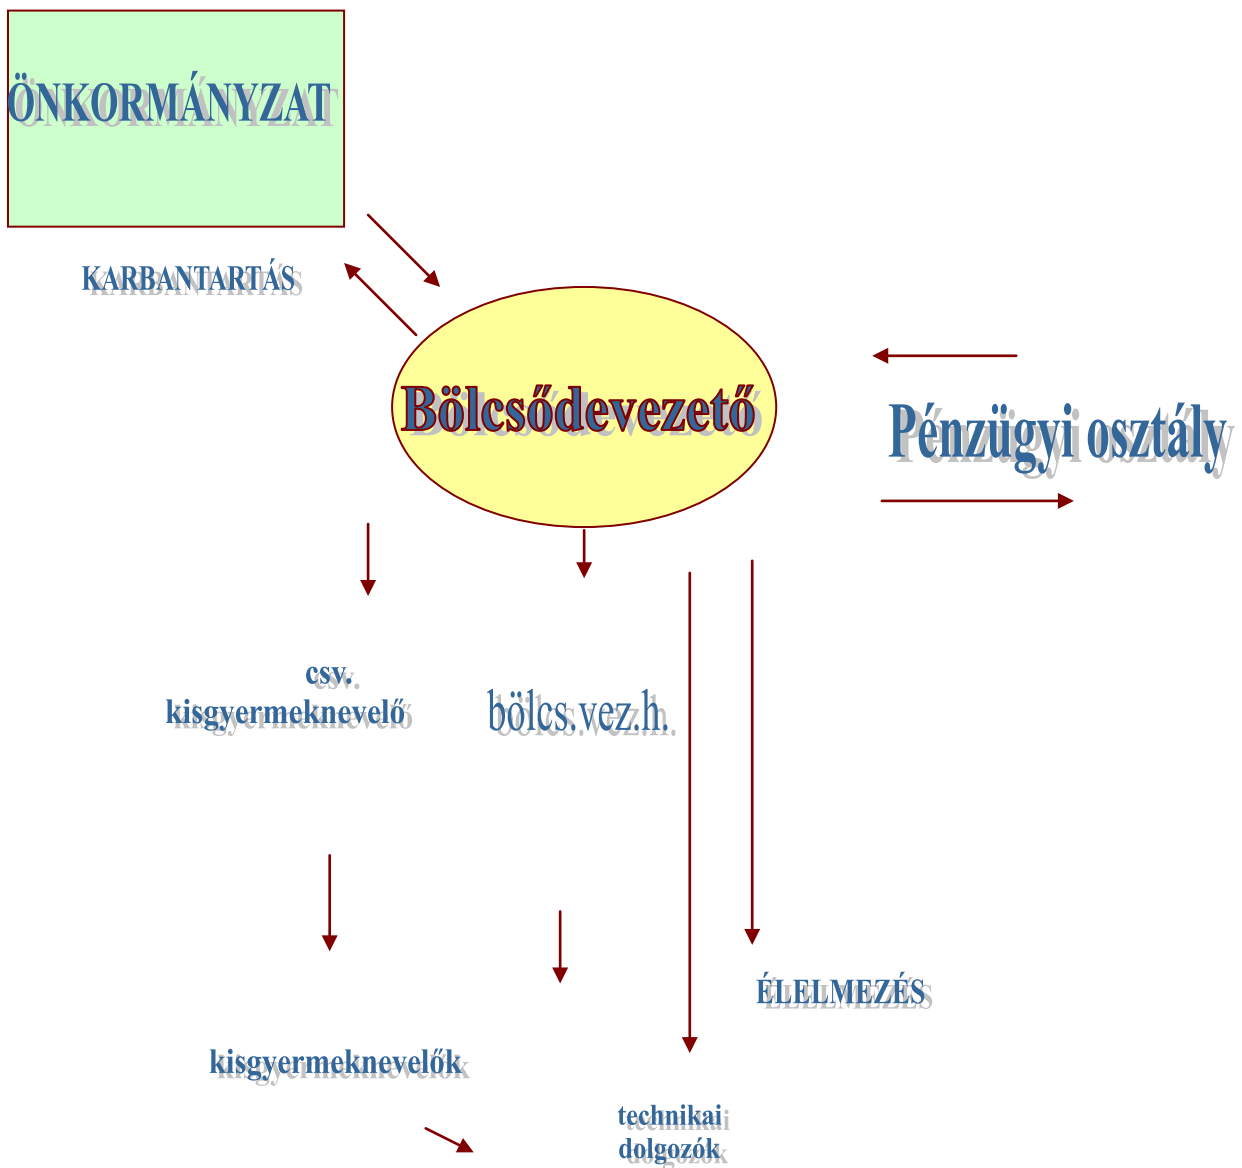 ÖNKORMÁNYZAT
KARBANTARTÁS
Bölcsődevezető
Pénzügyi osztály
csv.
kisgyermeknevelő
bölcs.vez.h.
ÉLELMEZÉS
kisgyermeknevelők
technikai
dolgozók